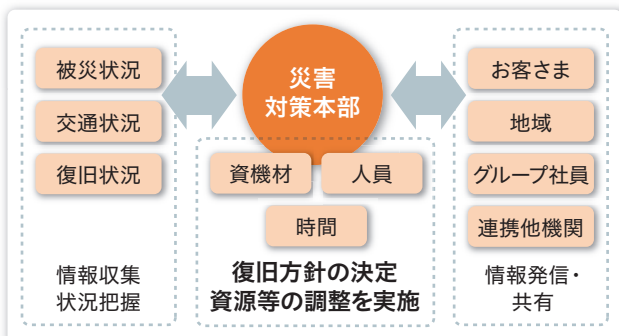 被災状況
交通状況
復旧状況
情報収集
状況把握
災害
対策本部
資機材
人員
時間
復旧方針の決定
資源等の調整を実施
お客さま
地域
グループ社員
連携他機関
情報発信・
共有